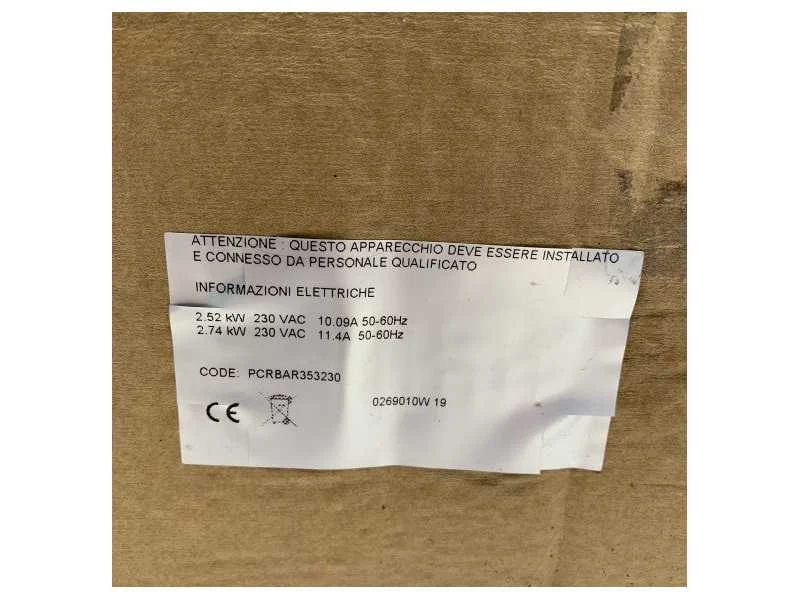 ATTENZIONE : QUESTO APPARECCHIO DEVE ESSERE INSTALLATO
E CONNESSO DA PERSONALE QUALIFICATO
INFORMAZIONI ELETTRICHE
2.52 kW 230 VAC 10.09A 50-60Hz
2.74 kW 230 VAC 11.4A 50-60Hz
CODE: PCRBAR353230
CE
0269010W 19